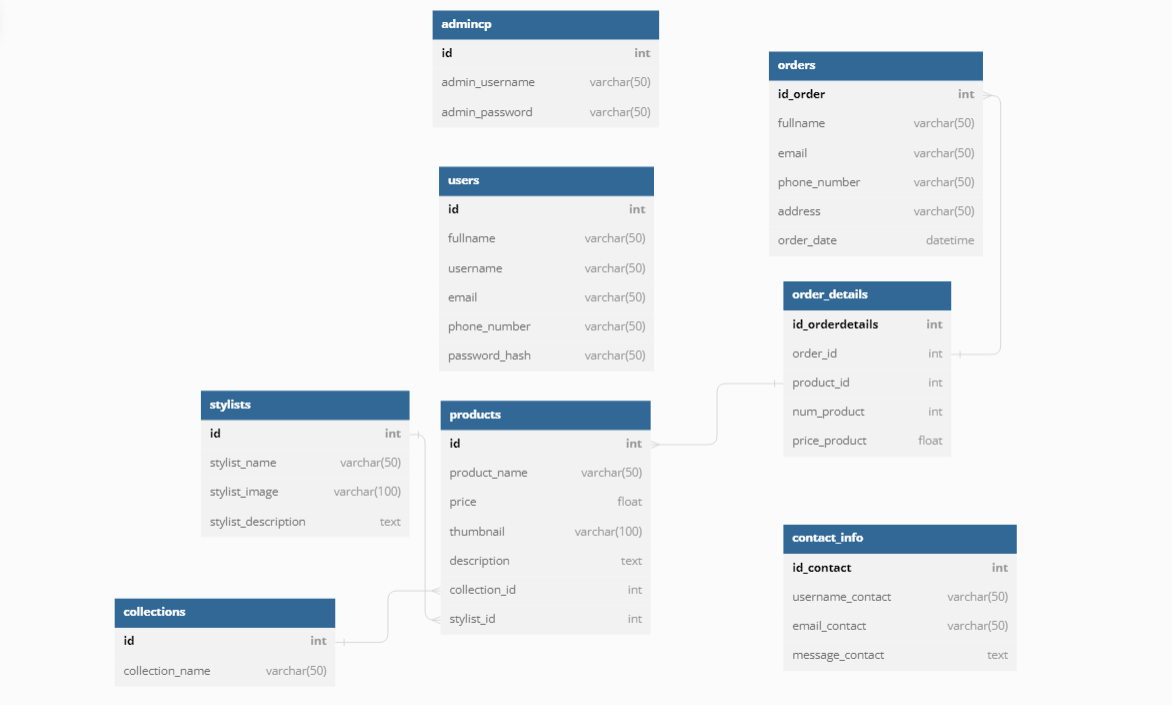 admincp
id int
admin_username varchar(50)
admin_password varchar(50)
orders
id_order int
fullname varchar(50)
email varchar(50)
phone_number varchar(50)
address varchar(50)
order_date datetime
users
id int
fullname varchar(50)
username varchar(50)
email varchar(50)
phone_number varchar(50)
password_hash varchar(50)
order_details
id_orderdetails int
order_id int
product_id int
num_product int
price_product float
stylists
id int
stylist_name varchar(50)
stylist_image varchar(100)
stylist_description text
products
id int
product_name varchar(50)
price float
thumbnail varchar(100)
description text
collection_id int
stylist_id int
contact_info
id_contact int
username_contact varchar(50)
email_contact varchar(50)
message_contact text
collections
id int
collection_name varchar(50)